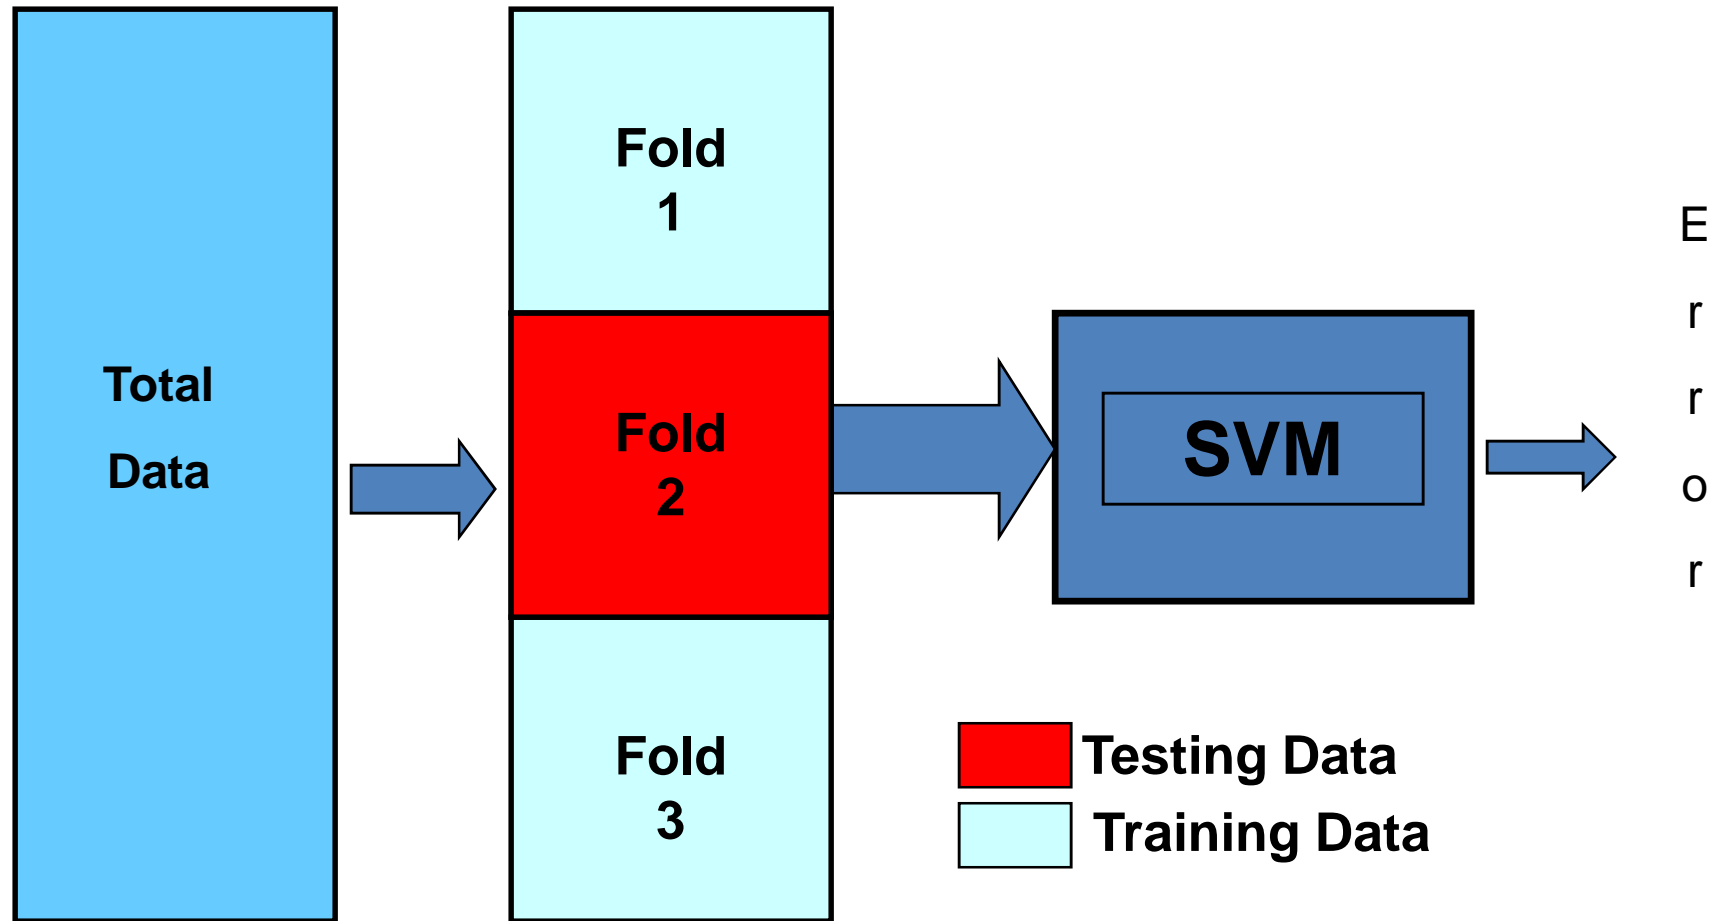 Total
Data
Fold
1
Fold
2
Fold
3
SVM
E
r
r
o
r
Testing Data
Training Data